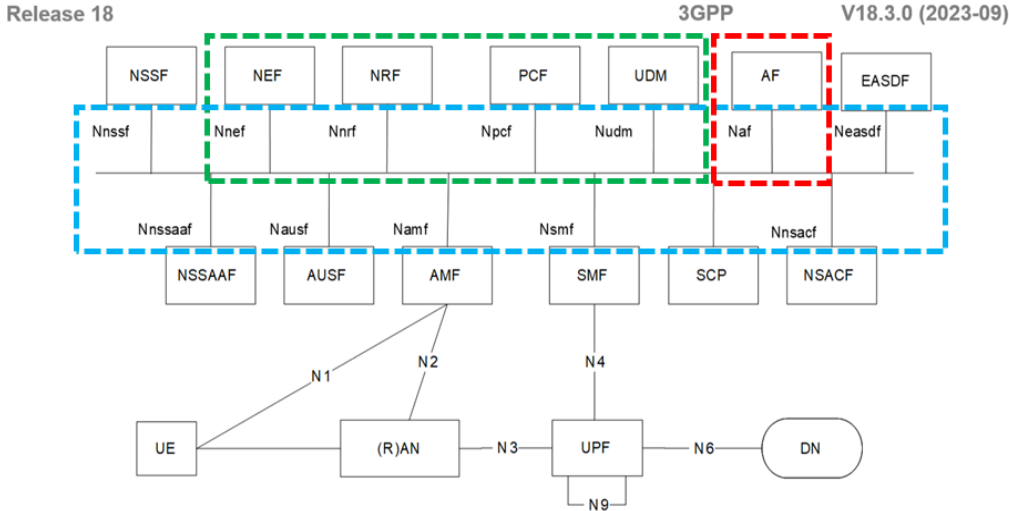 Release 18 3GPP V18.3.0 (2023-09)
NSSF NEF NRF PCF UDM AF EASDF
Nnssf Nnef Nnrf Npcf Nudm Naf Neasdf
Nnssaaf Nausf Namf Nsmf Nnsacf
NSSAAF AUSF AMF SMF SCP NSACF
N1 N2 N4
UE (R)AN N3 UPF N6 DN
N9